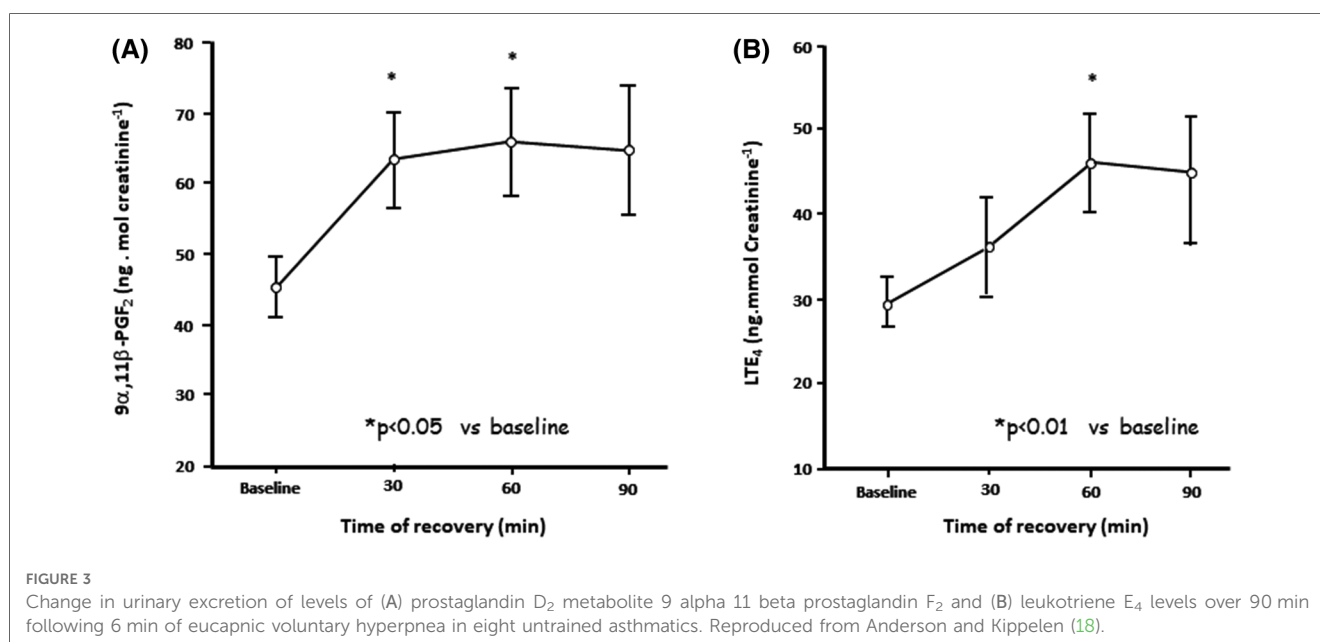 (A)
80
70
60
50
40
30
20
9α,11β-PGF₂ (ng . mol creatinine⁻¹)
*
*
*p<0.05 vs baseline
Baseline 30 60 90
Time of recovery (min)
(B)
60
50
40
30
20
10
LTE₄ (ng.mmol Creatinine⁻¹)
*
*p<0.01 vs baseline
Baseline 30 60 90
Time of recovery (min)
FIGURE 3
Change in urinary excretion of levels of (A) prostaglandin D₂ metabolite 9 alpha 11 beta prostaglandin F₂ and (B) leukotriene E₄ levels over 90 min
following 6 min of eucapnic voluntary hyperpnea in eight untrained asthmatics. Reproduced from Anderson and Kippelen (18).